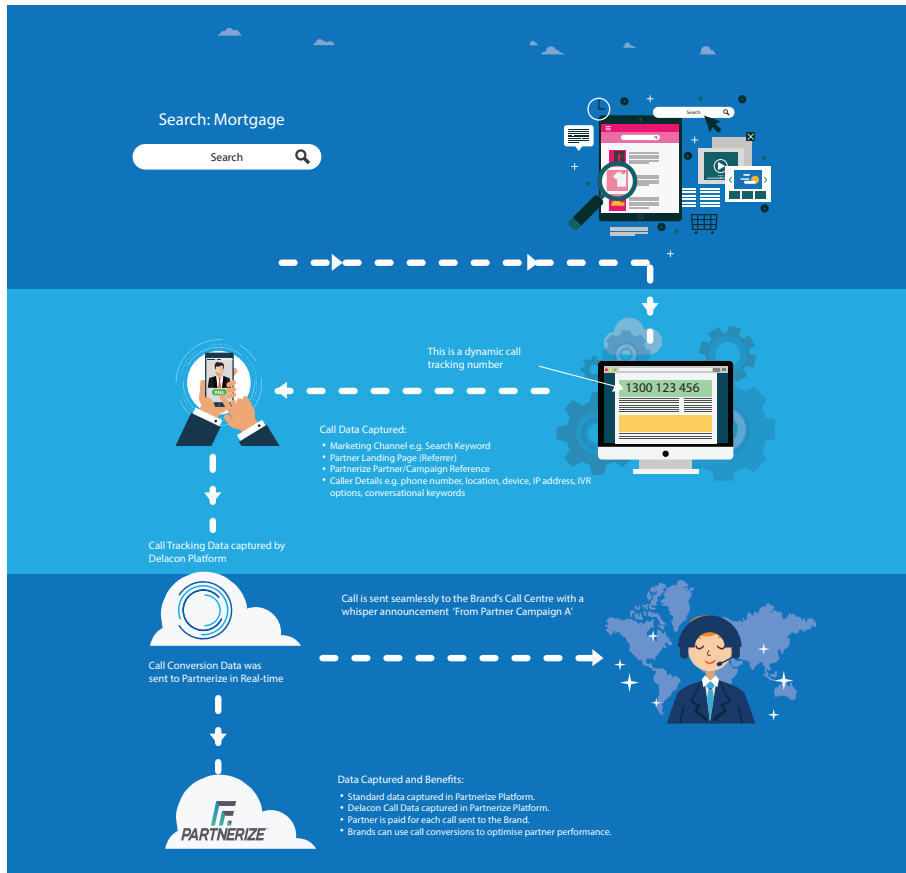 Search: Mortgage
Search
Search
This is a dynamic call
tracking number
1300 123 456
CALL
Call Data Captured:
• Marketing Channel e.g. Search Keyword
• Partner Landing Page (Referrer)
• Partnerize Partner/Campaign Reference
• Caller Details e.g. phone number, location, device, IP address, IVR
options, conversational keywords
Call Tracking Data captured by
Delacon Platform
Call is sent seamlessly to the Brand's Call Centre with a
whisper announcement 'From Partner Campaign A'
Call Conversion Data was
sent to Partnerize in Real-time
PARTNERIZE
Data Captured and Benefits:
• Standard data captured in Partnerize Platform.
• Delacon Call Data captured in Partnerize Platform.
• Partner is paid for each call sent to the Brand.
• Brands can use call conversions to optimise partner performance.